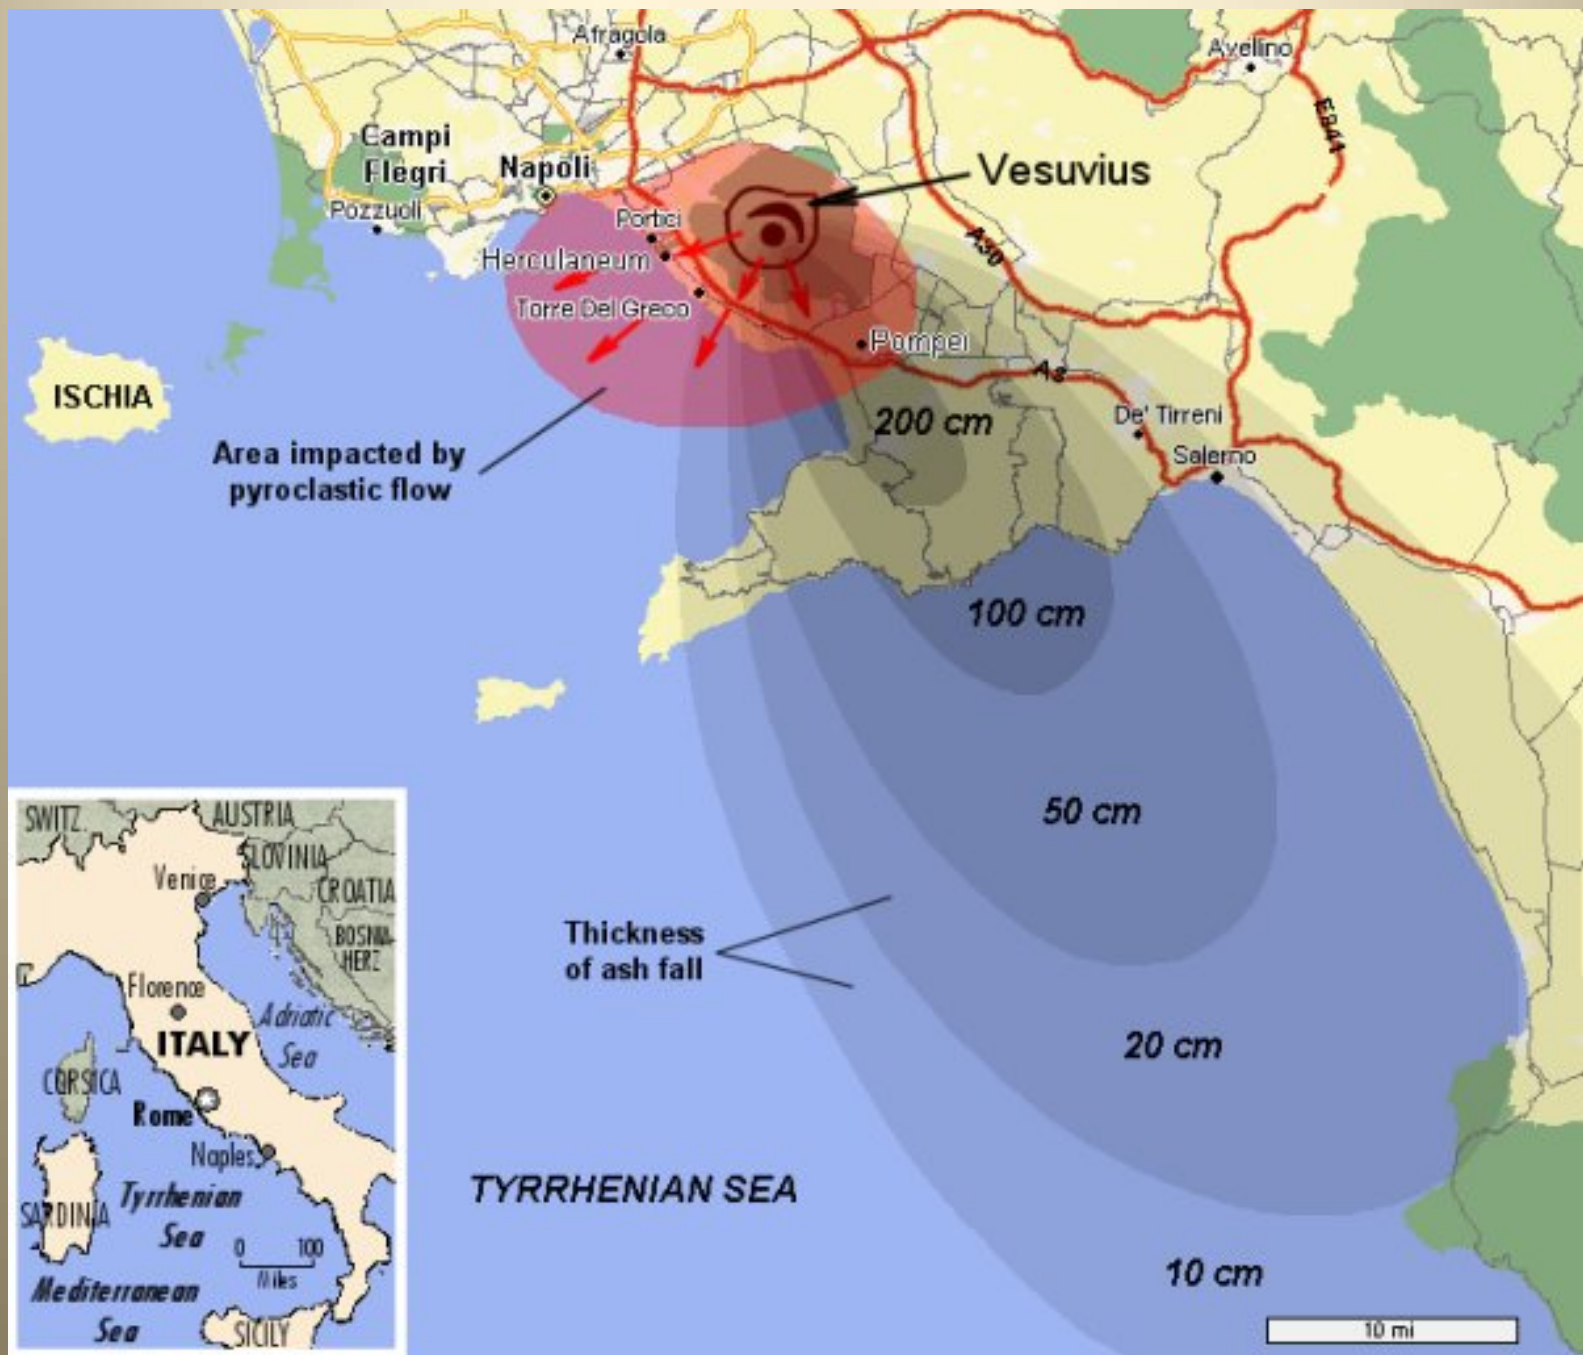 Afragola
Avellino
E841
Campi
Flegri
Napoli
Vesuvius
Pozzuoli
Portici
A30
Herculaneum
Torre Del Greco
Pompei
A3
ISCHIA
200 cm
De' Tirreni
Salerno
Area impacted by
pyroclastic flow
100 cm
50 cm
Thickness
of ash fall
20 cm
TYRRHENIAN SEA
10 cm
10 mi
SWITZ.
AUSTRIA
SLOVINIA
Venice
CROATIA
BOSNIA
HERZ
Florence
Adriatic
Sea
ITALY
CORSICA
Rome
Naples
Tyrrhenian
Sea
SARDINIA
0 100
Miles
Mediterranean
Sea
SICILY